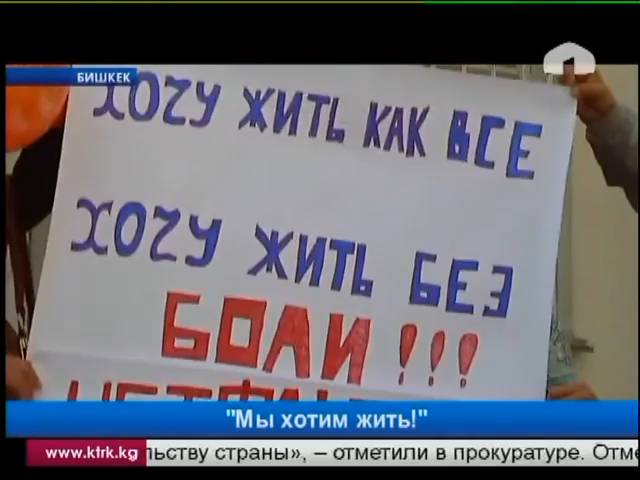 БИШКЕК
1
ХОЧУ ЖИТЬ КАК ВСЕ
ХОЧУ ЖИТЬ БЕЗ
БОЛИ!!!
"Мы хотим жить!"
www.ktrk.kg льству страны», – отметили в прокуратуре. Отме